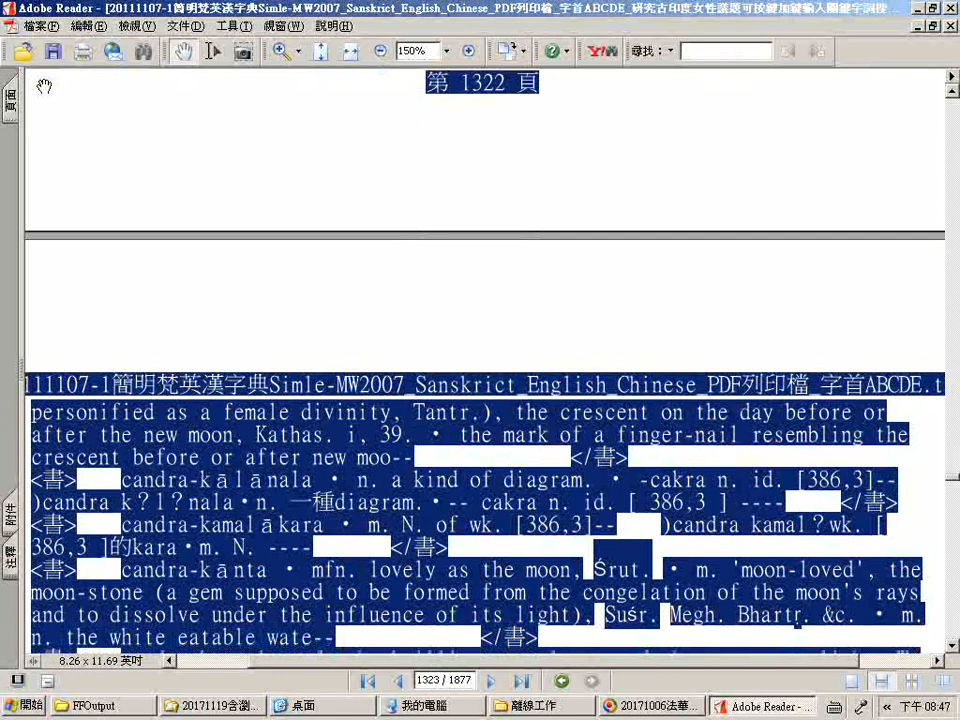 Adobe Reader - [20111107-1簡明梵英漢字典Simle-MW2007_Sanskrict_English_Chinese_PDF列印檔_字首ABCDE_研究古印度女性議題可按鍵加鍵輸入關鍵字詞搜...
檔案(F) 編輯(E) 檢視(V) 文件(D) 工具(T) 視窗(W) 說明(H)
150% Y! 尋找:
頁面
第 1322 頁
111107-1簡明梵英漢字典Simle-MW2007_Sanskrict_English_Chinese_PDF列印檔_字首ABCDE.t
personified as a female divinity, Tantr.), the crescent on the day before or
after the new moon, Kathas. i, 39. • the mark of a finger-nail resembling the
crescent before or after new moo-- </書>
<書> candra-kālānala • n. a kind of diagram. • -cakra n. id. [386,3]--
)candra k?l?nala•n. 一種diagram. •-- cakra n. id. [ 386,3 ] ---- </書>
<書> candra-kamalākara • m. N. of wk. [386,3]-- )candra kamal?wk. [
386,3 ]的kara•m. N. ---- </書>
<書> candra-kānta • mfn. lovely as the moon, Śrut. • m. 'moon-loved', the
moon-stone (a gem supposed to be formed from the congelation of the moon's rays
and to dissolve under the influence of its light), Suśr. Megh. Bhartṛ. &c. • m.
n. the white eatable wate-- </書>
附件
注釋
8.26 x 11.69 英吋
1323 / 1877
開始 FFOutput 20171119含瀏... 桌面 我的電腦 離線工作 20171006法華... Adobe Reader - [... « 下午 08:47